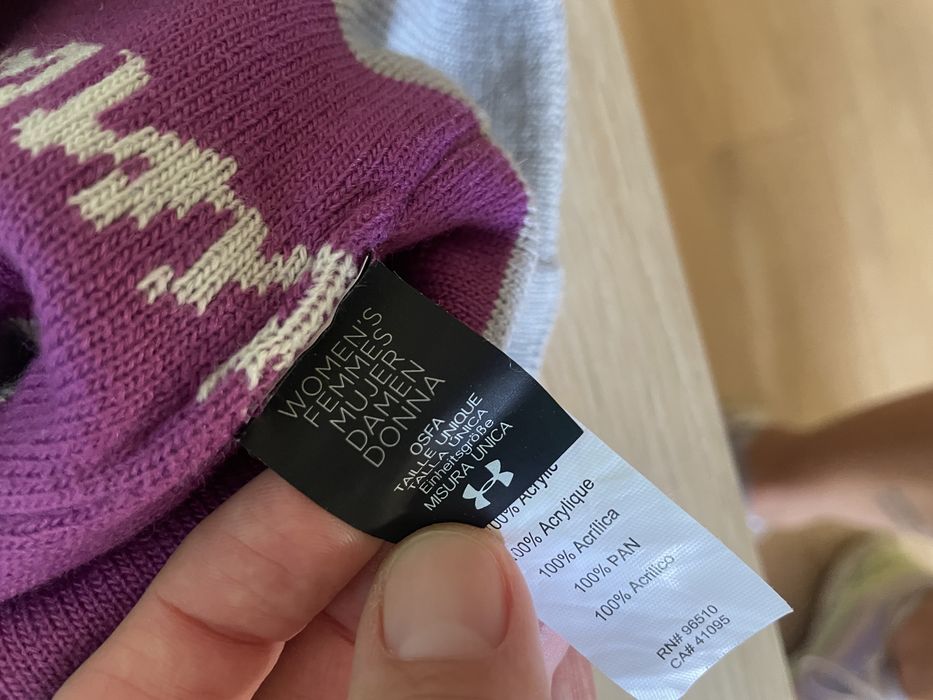 WOMEN'S
FEMMES
MUJER
DAMEN
DONNA
OSFA
TAILLE UNIQUE
TALLA ÚNICA
Einheitsgröße
MISURA UNICA
Acrylic
100% Acrylique
100% Acrílica
100% PAN
100% Acrilico
RN# 96510
CA# 41095